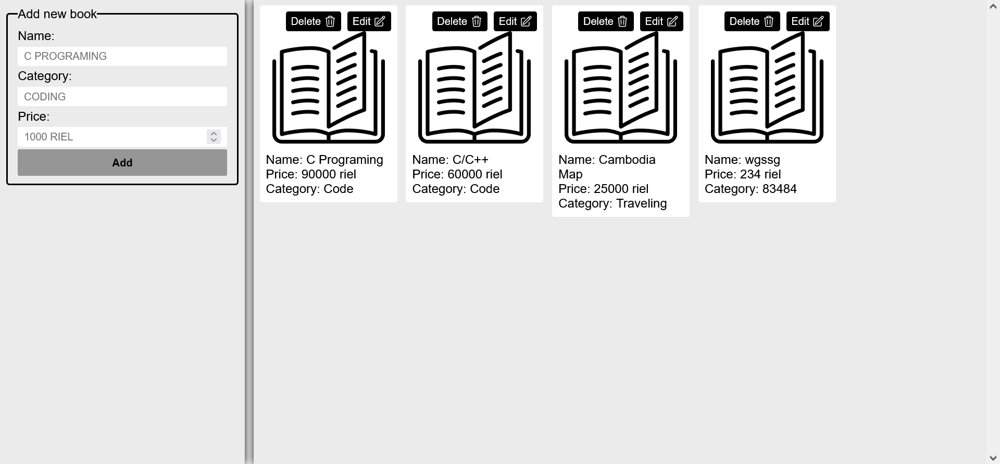 Add new book
Name:
C PROGRAMING
Category:
CODING
Price:
1000 RIEL
Add
Delete Edit
Name: C Programing
Price: 90000 riel
Category: Code
Delete Edit
Name: C/C++
Price: 60000 riel
Category: Code
Delete Edit
Name: Cambodia
Map
Price: 25000 riel
Category: Traveling
Delete Edit
Name: wgssg
Price: 234 riel
Category: 83484